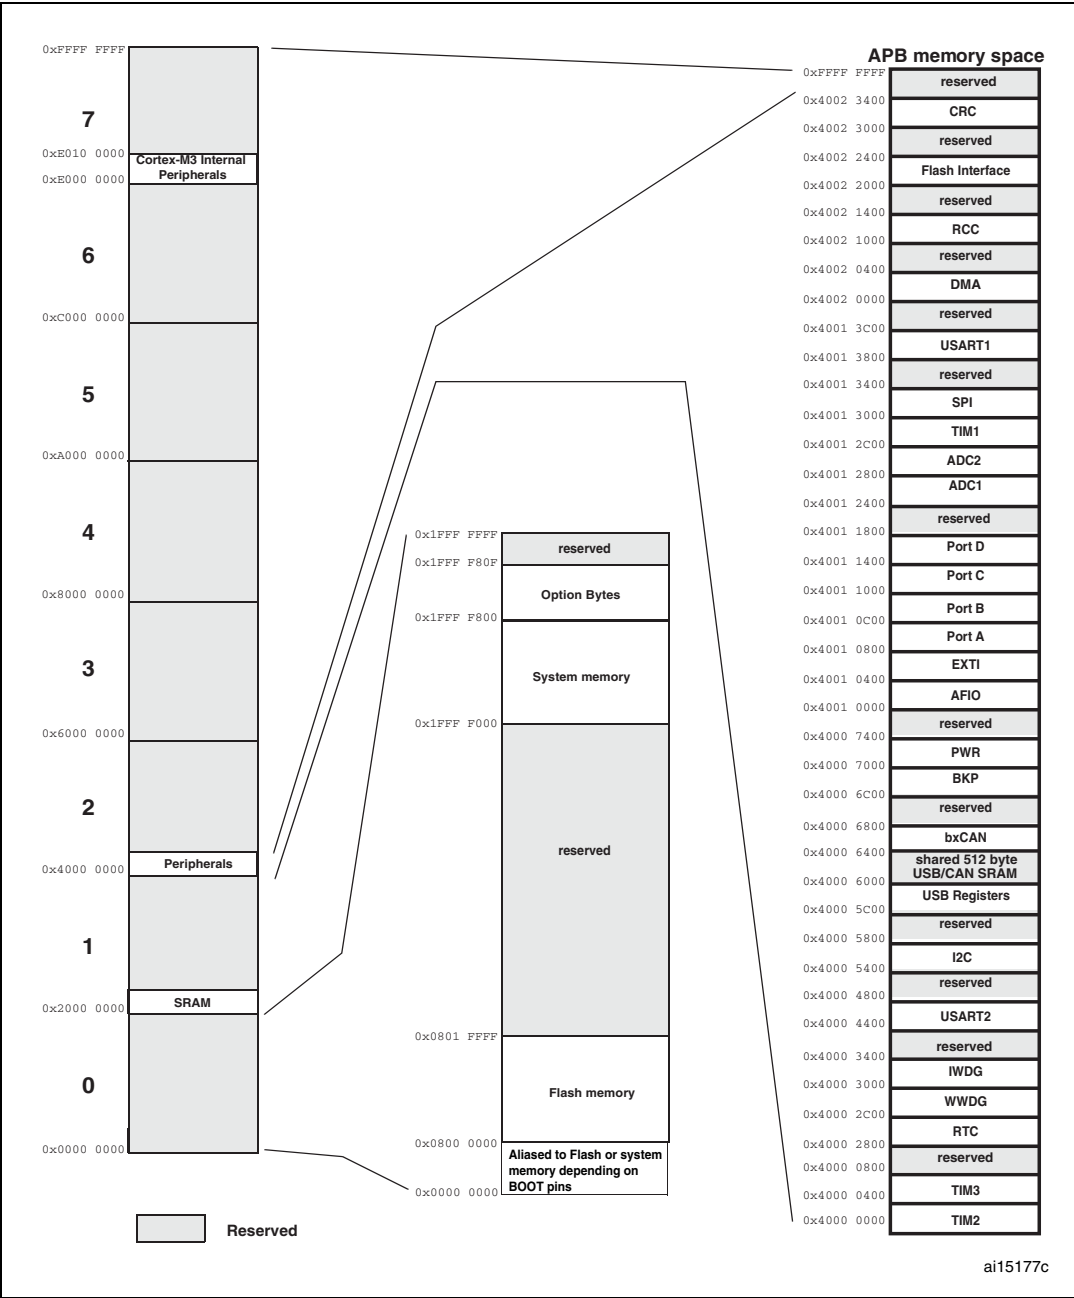 0xFFFF FFFF
7
0xE010 0000
Cortex-M3 Internal
Peripherals
0xE000 0000
6
0xC000 0000
5
0xA000 0000
4
0x8000 0000
3
0x6000 0000
2
Peripherals
0x4000 0000
1
SRAM
0x2000 0000
0
0x0000 0000
Reserved
0x1FFF FFFF
reserved
0x1FFF F80F
Option Bytes
0x1FFF F800
System memory
0x1FFF F000
reserved
0x0801 FFFF
Flash memory
0x0800 0000
Aliased to Flash or system
memory depending on
BOOT pins
0x0000 0000
APB memory space
0xFFFF FFFF
reserved
0x4002 3400
CRC
0x4002 3000
reserved
0x4002 2400
Flash Interface
0x4002 2000
reserved
0x4002 1400
RCC
0x4002 1000
reserved
0x4002 0400
DMA
0x4002 0000
reserved
0x4001 3C00
USART1
0x4001 3800
reserved
0x4001 3400
SPI
0x4001 3000
TIM1
0x4001 2C00
ADC2
0x4001 2800
ADC1
0x4001 2400
reserved
0x4001 1800
Port D
0x4001 1400
Port C
0x4001 1000
Port B
0x4001 0C00
Port A
0x4001 0800
EXTI
0x4001 0400
AFIO
0x4001 0000
reserved
0x4000 7400
PWR
0x4000 7000
BKP
0x4000 6C00
reserved
0x4000 6800
bxCAN
0x4000 6400
shared 512 byte
USB/CAN SRAM
0x4000 6000
USB Registers
0x4000 5C00
reserved
0x4000 5800
I2C
0x4000 5400
reserved
0x4000 4800
USART2
0x4000 4400
reserved
0x4000 3400
IWDG
0x4000 3000
WWDG
0x4000 2C00
RTC
0x4000 2800
reserved
0x4000 0800
TIM3
0x4000 0400
TIM2
0x4000 0000
ai15177c